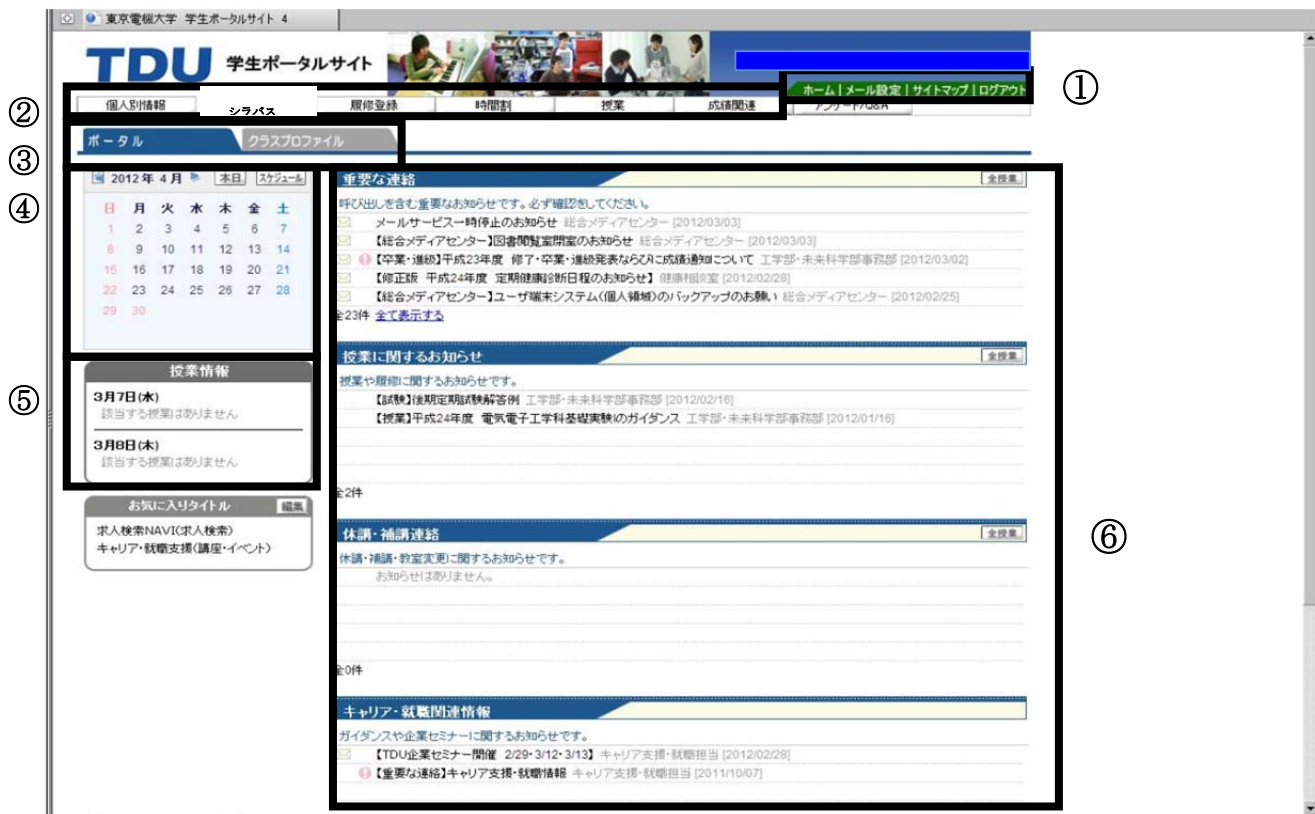 東京電機大学 学生ポータルサイト 4
TDU 学生ポータルサイト
ホーム | メール設定 | サイトマップ | ログアウト
①
②
個人別情報 シラバス 履修登録 時間割 授業 成績関連 アンケート/Q&A
ポータル クラスプロファイル
③
④
2012年 4月 本日 スケジュール
日 月 火 水 木 金 土
1 2 3 4 5 6 7
8 9 10 11 12 13 14
15 16 17 18 19 20 21
22 23 24 25 26 27 28
29 30
⑤
授業情報
3月7日(水)
該当する授業はありません
3月8日(木)
該当する授業はありません
お気に入りタイトル 編集
求人検索NAVI(求人検索)
キャリア・就職支援(講座・イベント)
⑥
重要な連絡 全授業
呼び出しを含む重要なお知らせです。必ず確認をしてください。
メールサービス一時停止のお知らせ 総合メディアセンター [2012/03/03]
【総合メディアセンター】図書閲覧室閉室のお知らせ 総合メディアセンター [2012/03/03]
【卒業・進級】平成23年度 修了・卒業・進級発表ならびに成績通知について 工学部・未来科学部事務部 [2012/03/02]
【修正版 平成24年度 定期健康診断日程のお知らせ】 健康相談室 [2012/02/28]
【総合メディアセンター】ユーザ端末システム(個人領域)のバックアップのお願い 総合メディアセンター [2012/02/25]
全23件 全て表示する
授業に関するお知らせ 全授業
授業や履修に関するお知らせです。
【試験】後期定期試験解答例 工学部・未来科学部事務部 [2012/02/16]
【授業】平成24年度 電気電子工学科基礎実験Iのガイダンス 工学部・未来科学部事務部 [2012/01/16]
全2件
休講・補講連絡 全授業
休講・補講・教室変更に関するお知らせです。
お知らせはありません。
全0件
キャリア・就職関連情報
ガイダンスや企業セミナーに関するお知らせです。
【TDU企業セミナー開催 2/29・3/12・3/13】 キャリア支援・就職担当 [2012/02/28]
【重要な連絡】キャリア支援・就職情報 キャリア支援・就職担当 [2011/10/07]